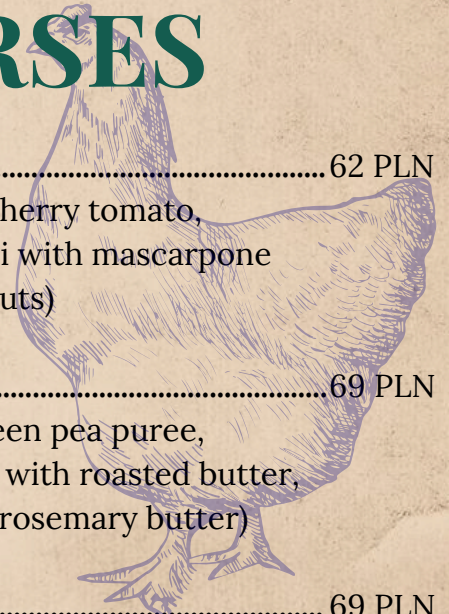 RSES
62 PLN
herry tomato,
i with mascarpone
uts)
69 PLN
een pea puree,
with roasted butter,
rosemary butter)
69 PLN